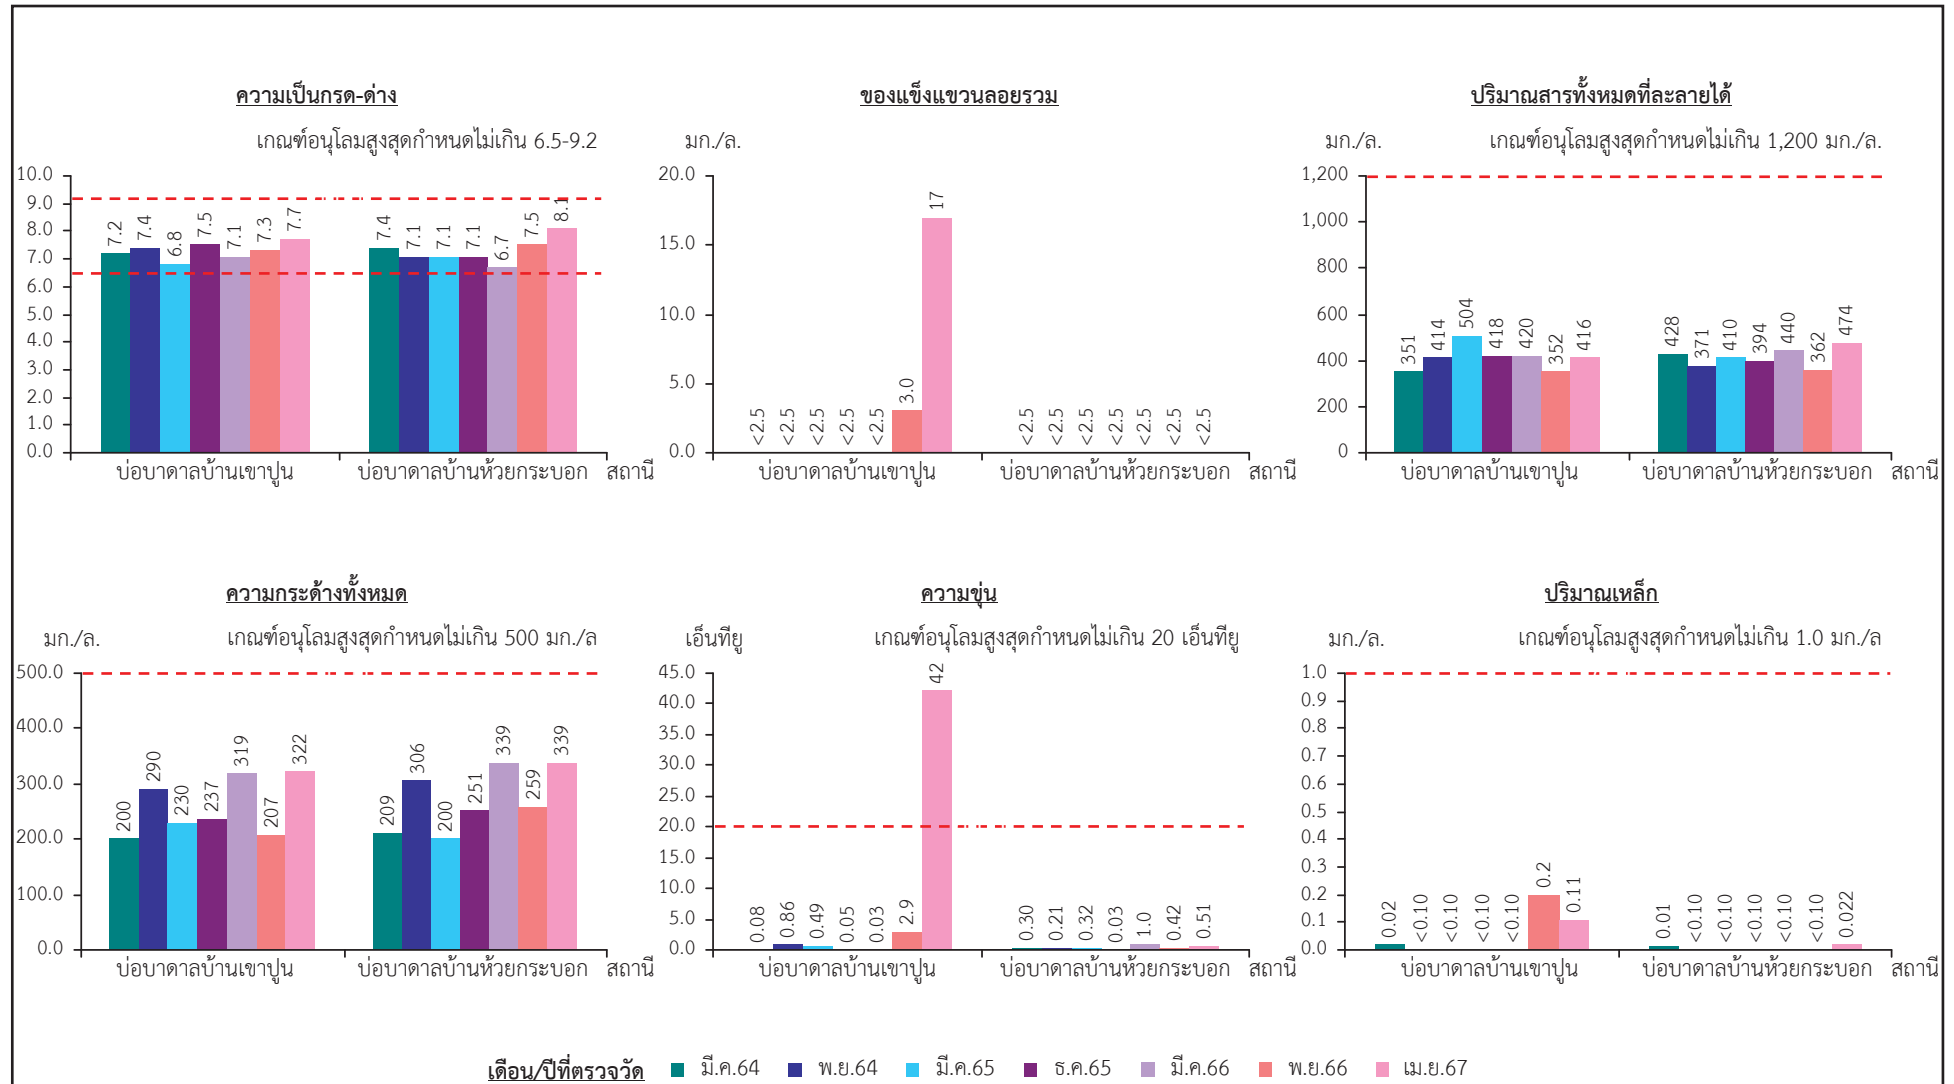 ความเป็นกรด-ด่าง
เกณฑ์อนุโลมสูงสุดกำหนดไม่เกิน 6.5-9.2
10.0
9.0
8.0
7.0
6.0
5.0
4.0
3.0
2.0
1.0
0.0
7.2 7.4 6.8 7.5 7.1 7.3 7.7
7.4 7.1 7.1 7.1 6.7 7.5 8.1
บ่อบาดาลบ้านเขาปูน บ่อบาดาลบ้านห้วยกระบอก สถานี
ของแข็งแขวนลอยรวม
มก./ล.
20.0
15.0
10.0
5.0
0.0
<2.5 <2.5 <2.5 <2.5 <2.5 3.0 17
<2.5 <2.5 <2.5 <2.5 <2.5 <2.5 <2.5
บ่อบาดาลบ้านเขาปูน บ่อบาดาลบ้านห้วยกระบอก สถานี
ปริมาณสารทั้งหมดที่ละลายได้
มก./ล. เกณฑ์อนุโลมสูงสุดกำหนดไม่เกิน 1,200 มก./ล.
1,200
1,000
800
600
400
200
0
351 414 504 418 420 352 416
428 371 410 394 440 362 474
บ่อบาดาลบ้านเขาปูน บ่อบาดาลบ้านห้วยกระบอก สถานี
ความกระด้างทั้งหมด
มก./ล. เกณฑ์อนุโลมสูงสุดกำหนดไม่เกิน 500 มก./ล
500.0
400.0
300.0
200.0
100.0
0.0
200 290 230 237 319 207 322
209 306 200 251 339 259 339
บ่อบาดาลบ้านเขาปูน บ่อบาดาลบ้านห้วยกระบอก สถานี
ความขุ่น
เอ็นทียู เกณฑ์อนุโลมสูงสุดกำหนดไม่เกิน 20 เอ็นทียู
45.0
40.0
35.0
30.0
25.0
20.0
15.0
10.0
5.0
0.0
0.08 0.86 0.49 0.05 0.03 2.9 42
0.30 0.21 0.32 0.03 1.0 0.42 0.51
บ่อบาดาลบ้านเขาปูน บ่อบาดาลบ้านห้วยกระบอก สถานี
ปริมาณเหล็ก
มก./ล. เกณฑ์อนุโลมสูงสุดกำหนดไม่เกิน 1.0 มก./ล
1.0
0.9
0.8
0.7
0.6
0.5
0.4
0.3
0.2
0.1
0.0
0.02 <0.10 <0.10 <0.10 <0.10 0.2 0.11
0.01 <0.10 <0.10 <0.10 <0.10 <0.10 0.022
บ่อบาดาลบ้านเขาปูน บ่อบาดาลบ้านห้วยกระบอก สถานี
เดือน/ปีที่ตรวจวัด มี.ค.64 พ.ย.64 มี.ค.65 ธ.ค.65 มี.ค.66 พ.ย.66 เม.ย.67